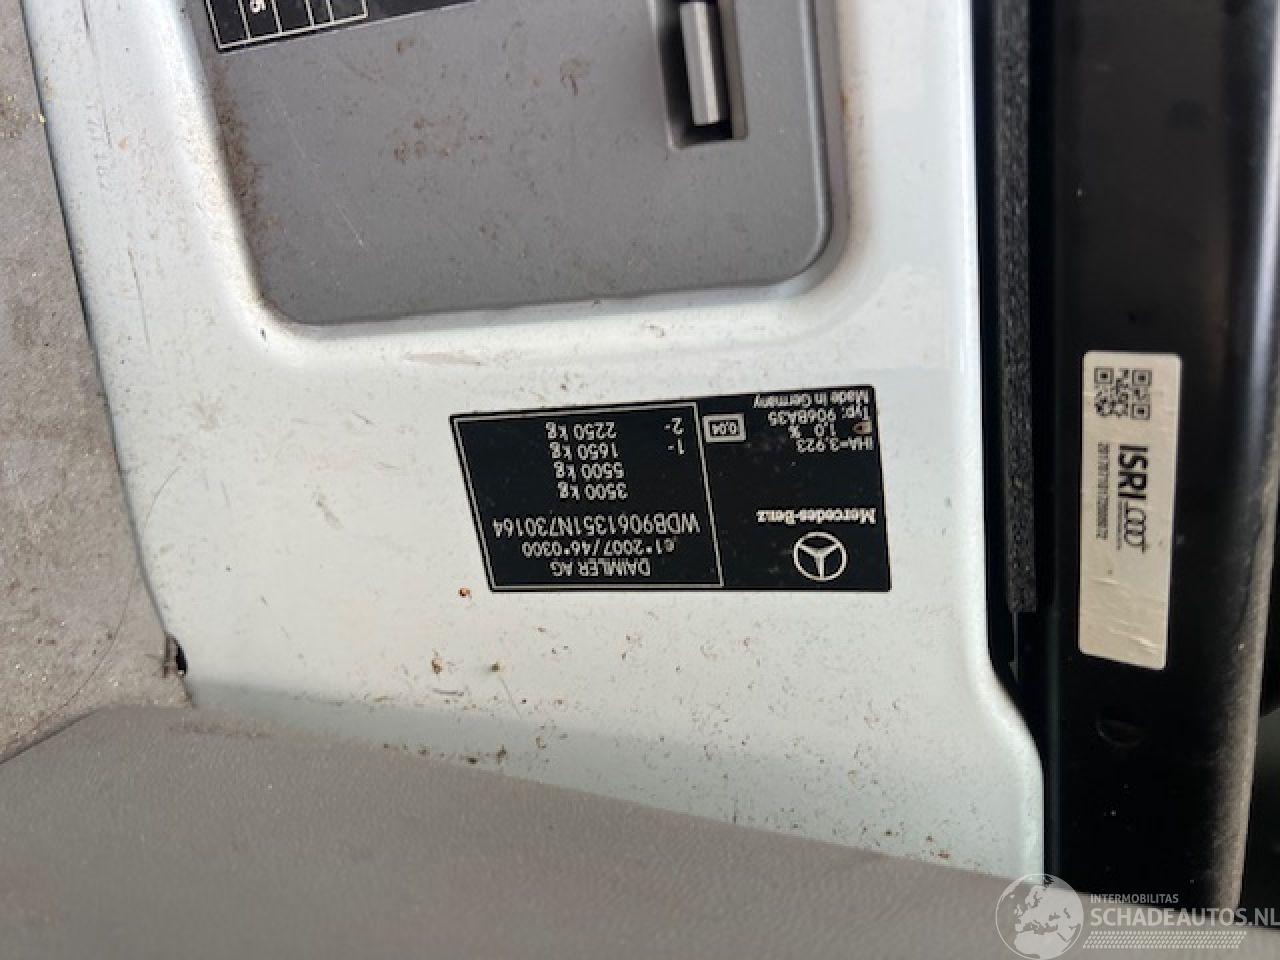 DAIMLER AG
e1*2007/46*0300
WDB9061351N730164
3500 kg
5500 kg
1- 1650 kg
2- 2250 kg
Mercedes-Benz
IHA=3,923
1,0 %
Typ: 906BA35
Made in Germany
0.04
ISRI
INTERMOBILITAS
SCHADEAUTOS.NL